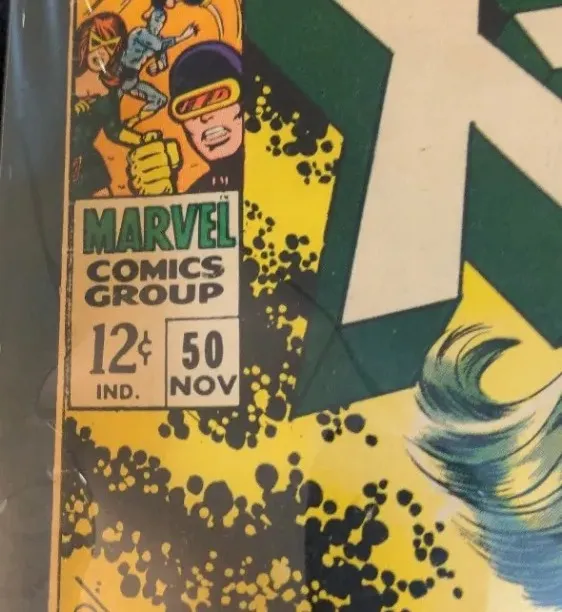 X
MARVEL
COMICS
GROUP
12¢
IND.
50
NOV